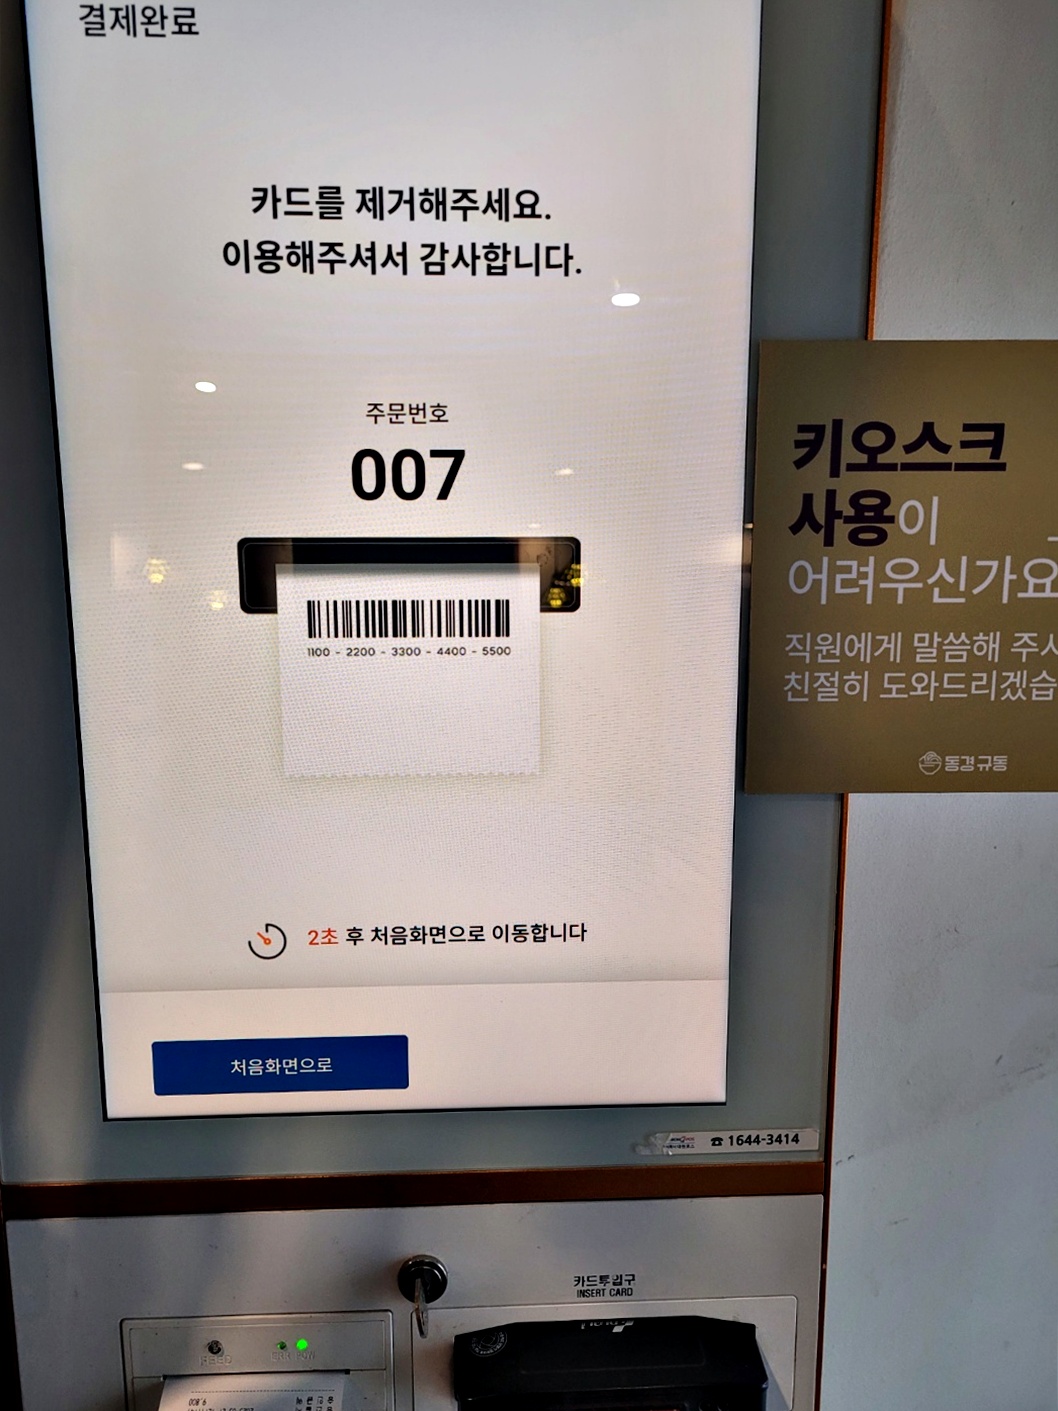 결제완료
카드를 제거해주세요.
이용해주셔서 감사합니다.
주문번호
007
1100 - 2200 - 3300 - 4400 - 5500
2초 후 처음화면으로 이동합니다
처음화면으로
키오스크
사용이
어려우신가요
직원에게 말씀해 주시
친절히 도와드리겠습
동경규동
☎ 1644-3414
카드투입구
INSERT CARD
FEED
POW
9,800